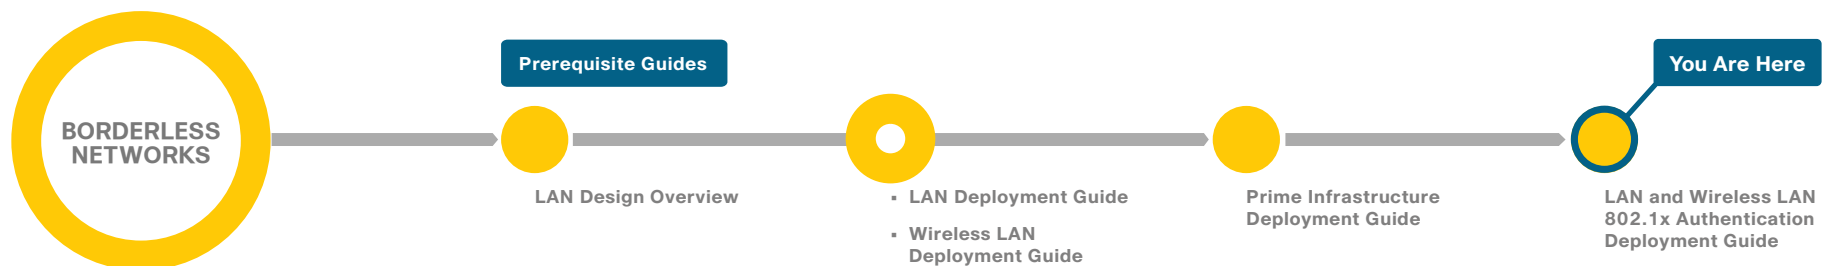 BORDERLESS
NETWORKS
Prerequisite Guides
LAN Design Overview
▪ LAN Deployment Guide
▪ Wireless LAN
Deployment Guide
Prime Infrastructure
Deployment Guide
You Are Here
LAN and Wireless LAN
802.1x Authentication
Deployment Guide